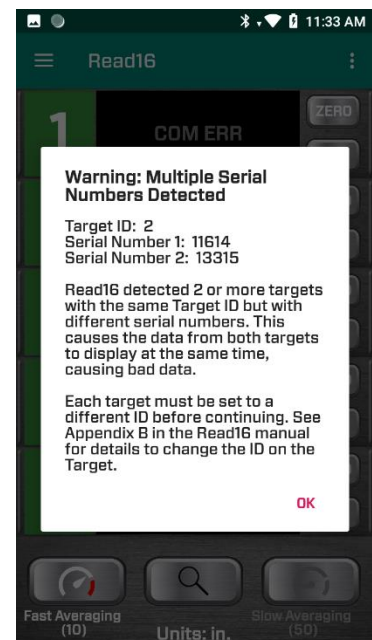 11:33 AM
Read16
1
COM ERR
ZERO
Warning: Multiple Serial
Numbers Detected
Target ID: 2
Serial Number 1: 11614
Serial Number 2: 13315
Read16 detected 2 or more targets
with the same Target ID but with
different serial numbers. This
causes the data from both targets
to display at the same time,
causing bad data.
Each target must be set to a
different ID before continuing. See
Appendix B in the Read16 manual
for details to change the ID on the
Target.
OK
Fast Averaging
(10)
Units: in.
Slow Averaging
(50)